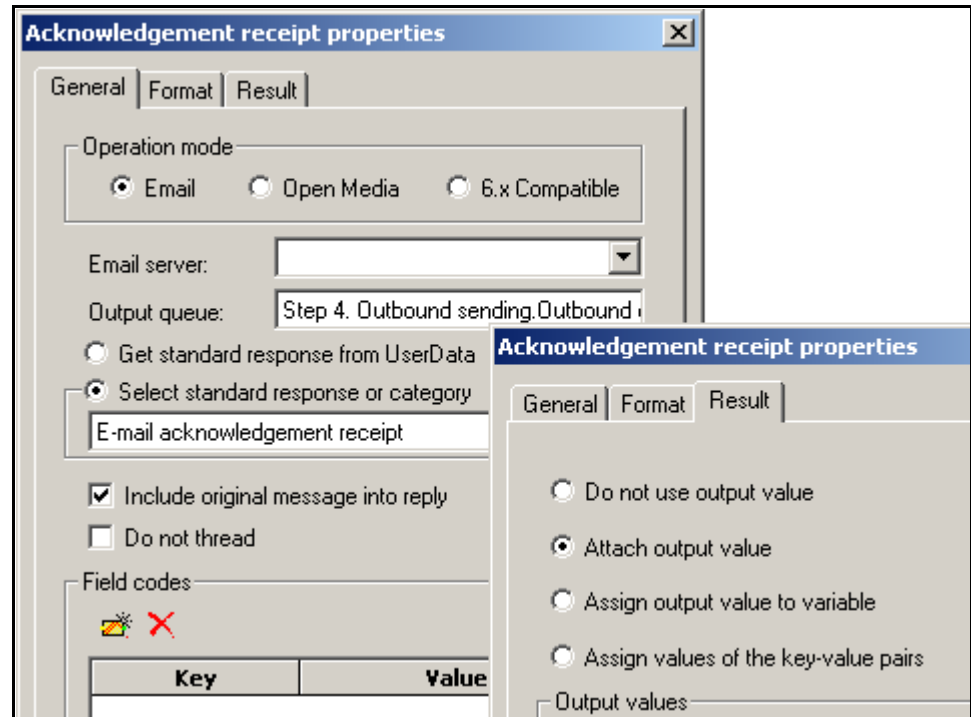 Acknowledgement receipt properties
General Format Result
Operation mode
Email Open Media 6.x Compatible
Email server:
Output queue: Step 4. Outbound sending.Outbound
Get standard response from UserData
Select standard response or category
E-mail acknowledgement receipt
Include original message into reply
Do not thread
Field codes
Key Value
Acknowledgement receipt properties
General Format Result
Do not use output value
Attach output value
Assign output value to variable
Assign values of the key-value pairs
Output values